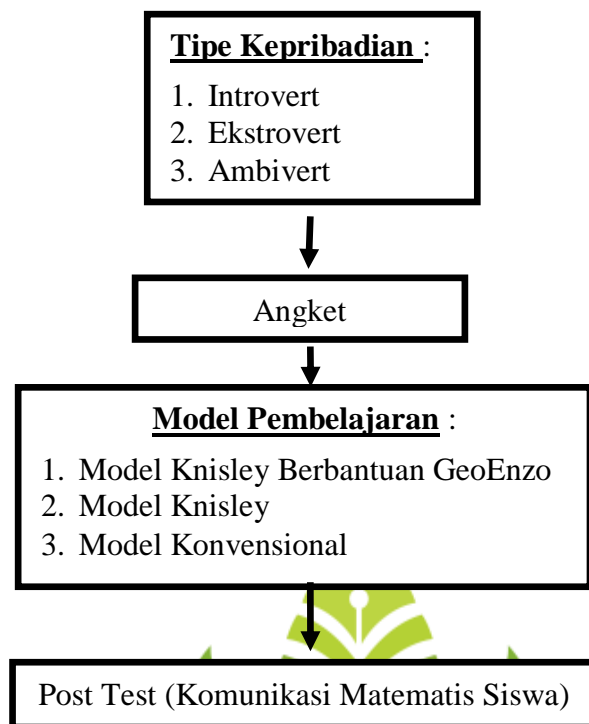 Tipe Kepribadian :
1. Introvert
2. Ekstrovert
3. Ambivert
Angket
Model Pembelajaran :
1. Model Knisley Berbantuan GeoEnzo
2. Model Knisley
3. Model Konvensional
Post Test (Komunikasi Matematis Siswa)